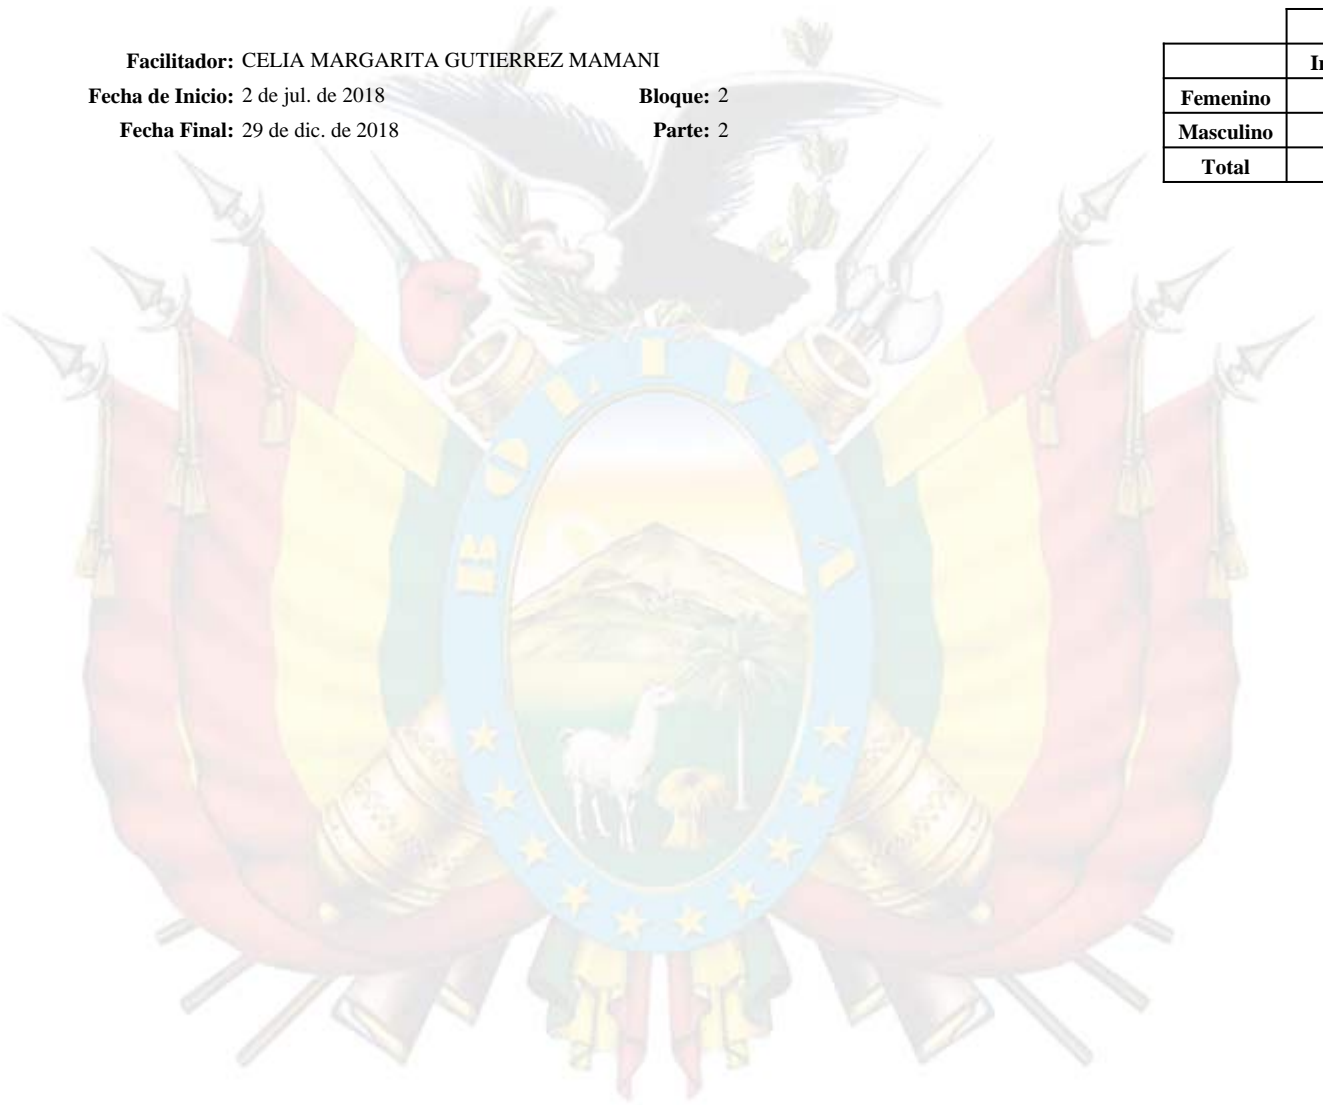 Facilitador: CELIA MARGARITA GUTIERREZ MAMANI
Fecha de Inicio: 2 de jul. de 2018 Bloque: 2
Fecha Final: 29 de dic. de 2018 Parte: 2
Femenino
Masculino
Total
BOLIVIA